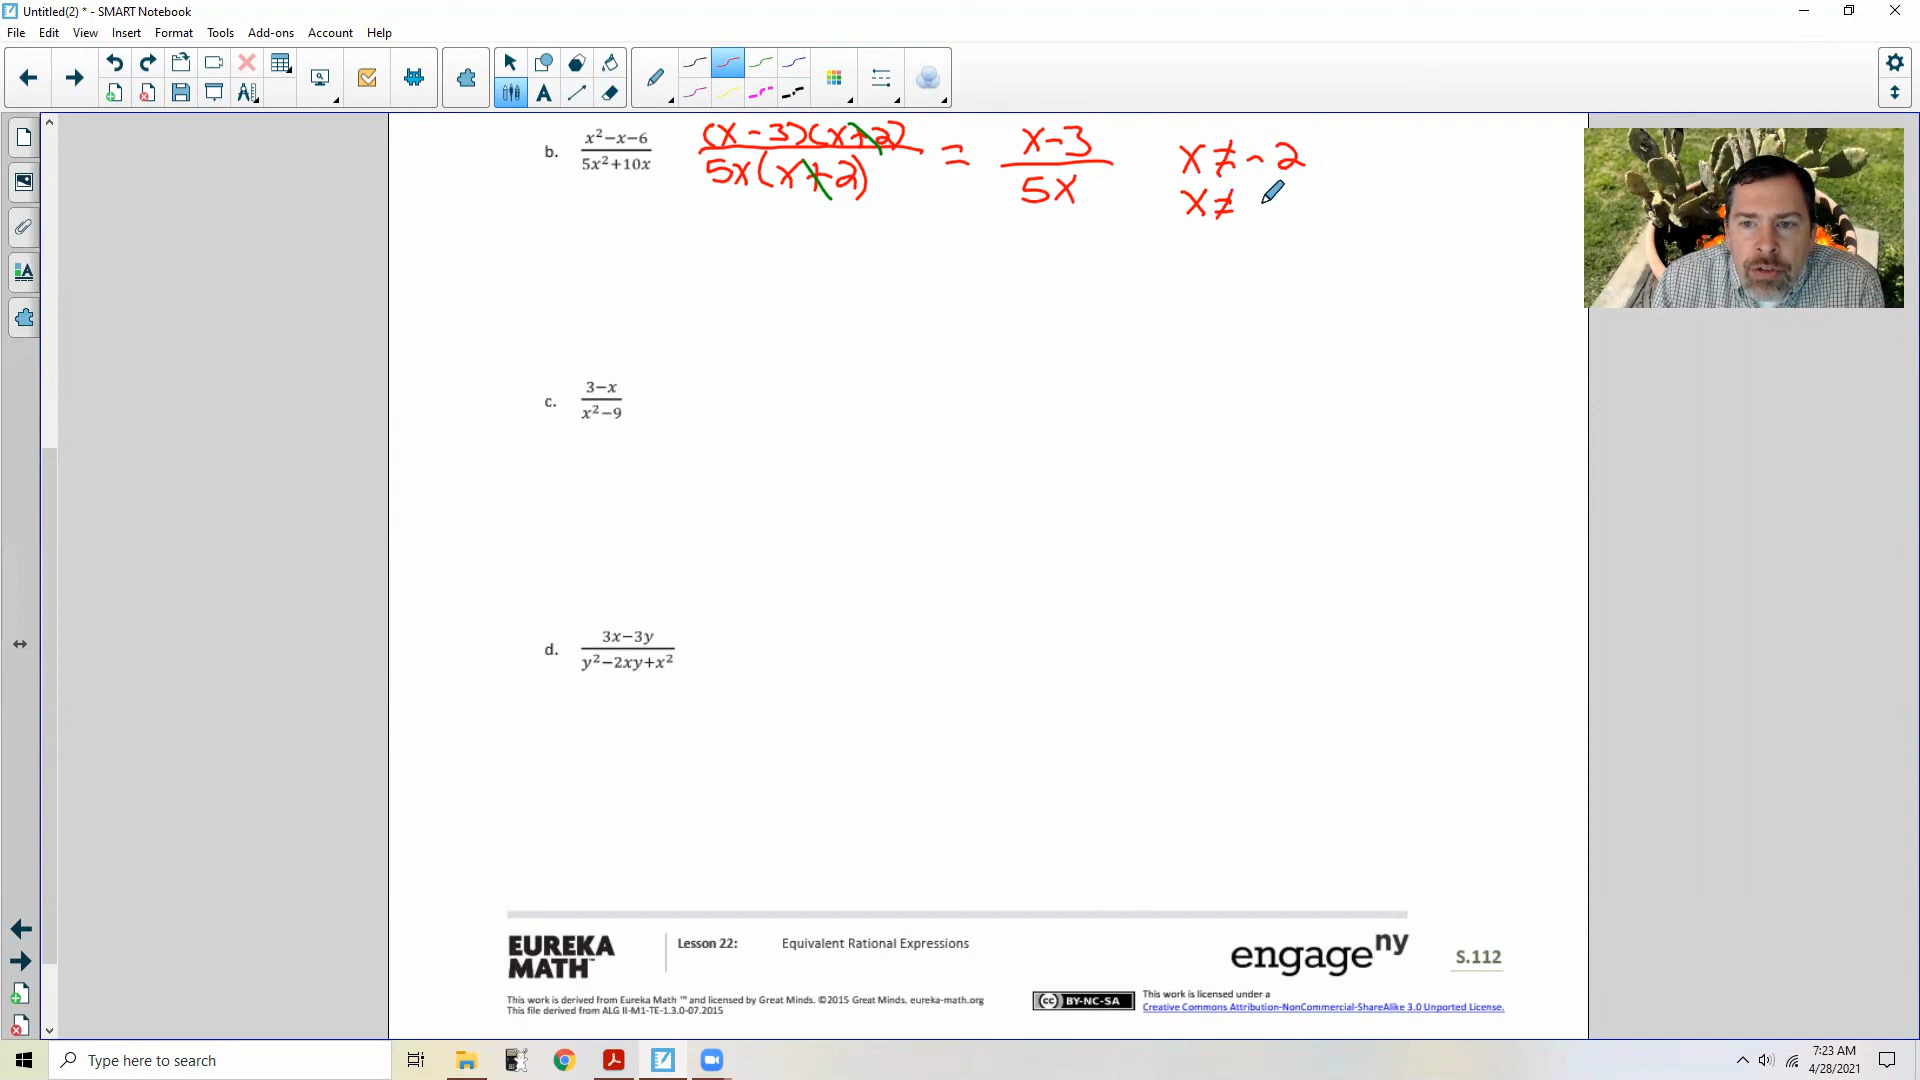 Untitled(2) * - SMART Notebook
File Edit View Insert Format Tools Add-ons Account Help
b. x²−x−6 / 5x²+10x (x-3)(x+2) / 5x(x+2) = x-3 / 5x x≠-2
x≠
c. 3−x / x²−9
d. 3x−3y / y²−2xy+x²
EUREKA MATH™ Lesson 22: Equivalent Rational Expressions engageny S.112
This work is derived from Eureka Math ™ and licensed by Great Minds. ©2015 Great Minds. eureka-math.org
This file derived from ALG II-M1-TE-1.3.0-07.2015
cc BY-NC-SA
This work is licensed under a
Creative Commons Attribution-NonCommercial-ShareAlike 3.0 Unported License.
Type here to search
7:23 AM
4/28/2021